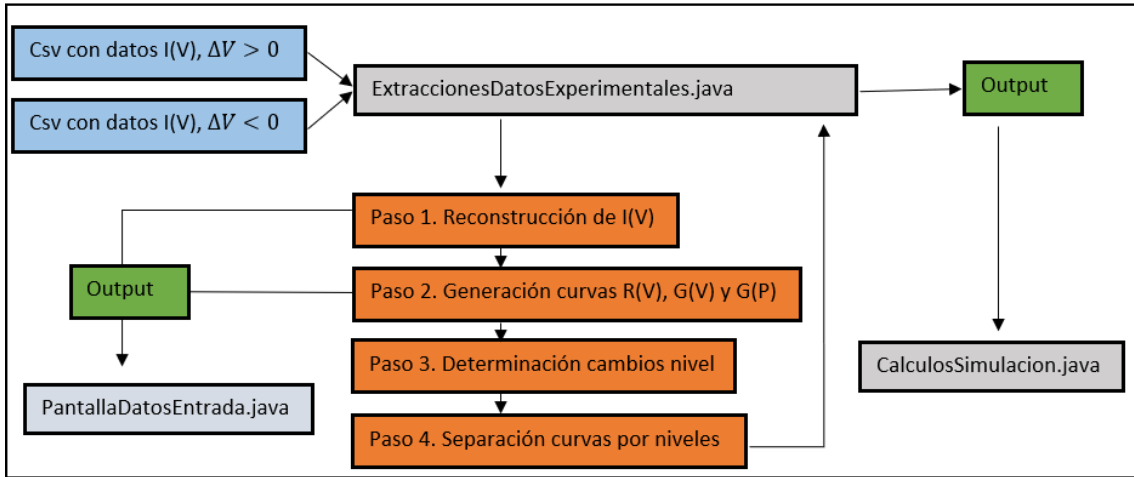 Csv con datos I(V), ΔV > 0
Csv con datos I(V), ΔV < 0
ExtraccionesDatosExperimentales.java
Output
Paso 1. Reconstrucción de I(V)
Output
Paso 2. Generación curvas R(V), G(V) y G(P)
Paso 3. Determinación cambios nivel
CalculosSimulacion.java
PantallaDatosEntrada.java
Paso 4. Separación curvas por niveles